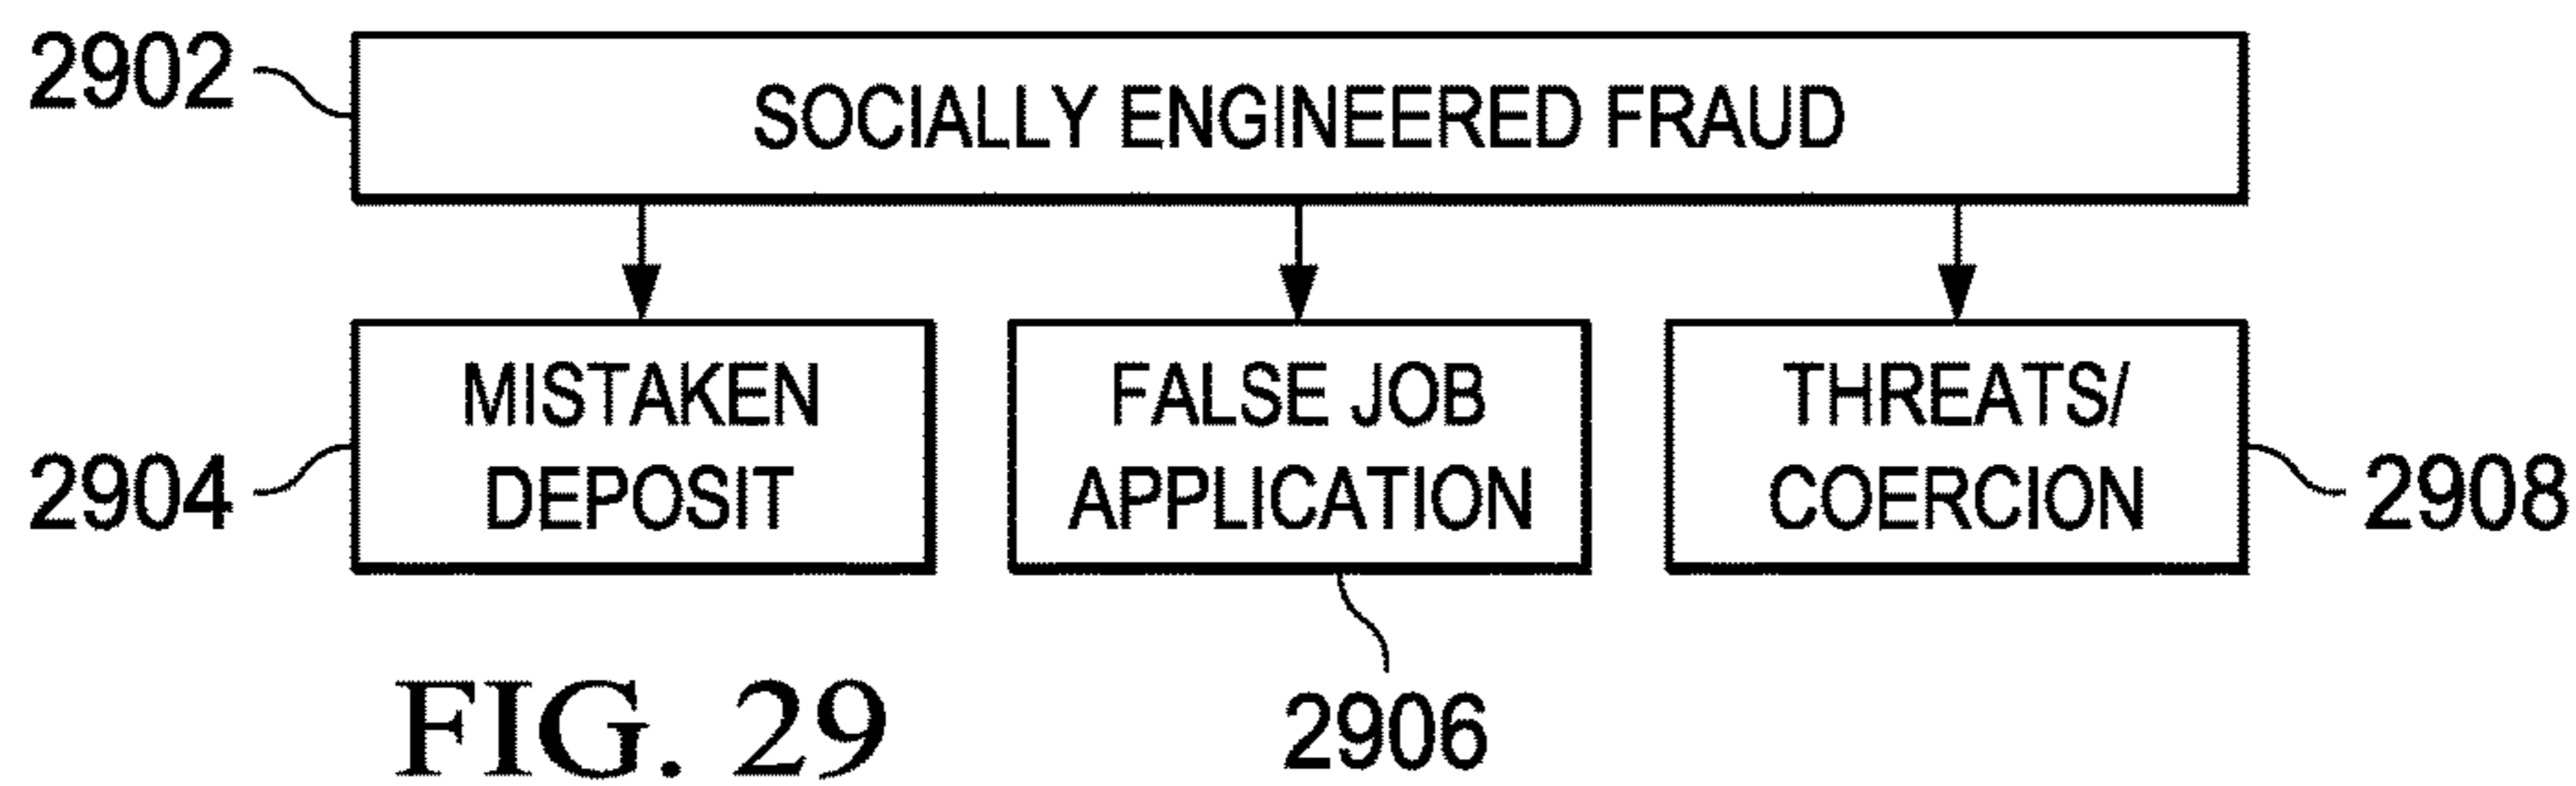 2902
SOCIALLY ENGINEERED FRAUD
MISTAKEN
DEPOSIT
2904
FALSE JOB
APPLICATION
2906
THREATS/
COERCION
2908
FIG. 29